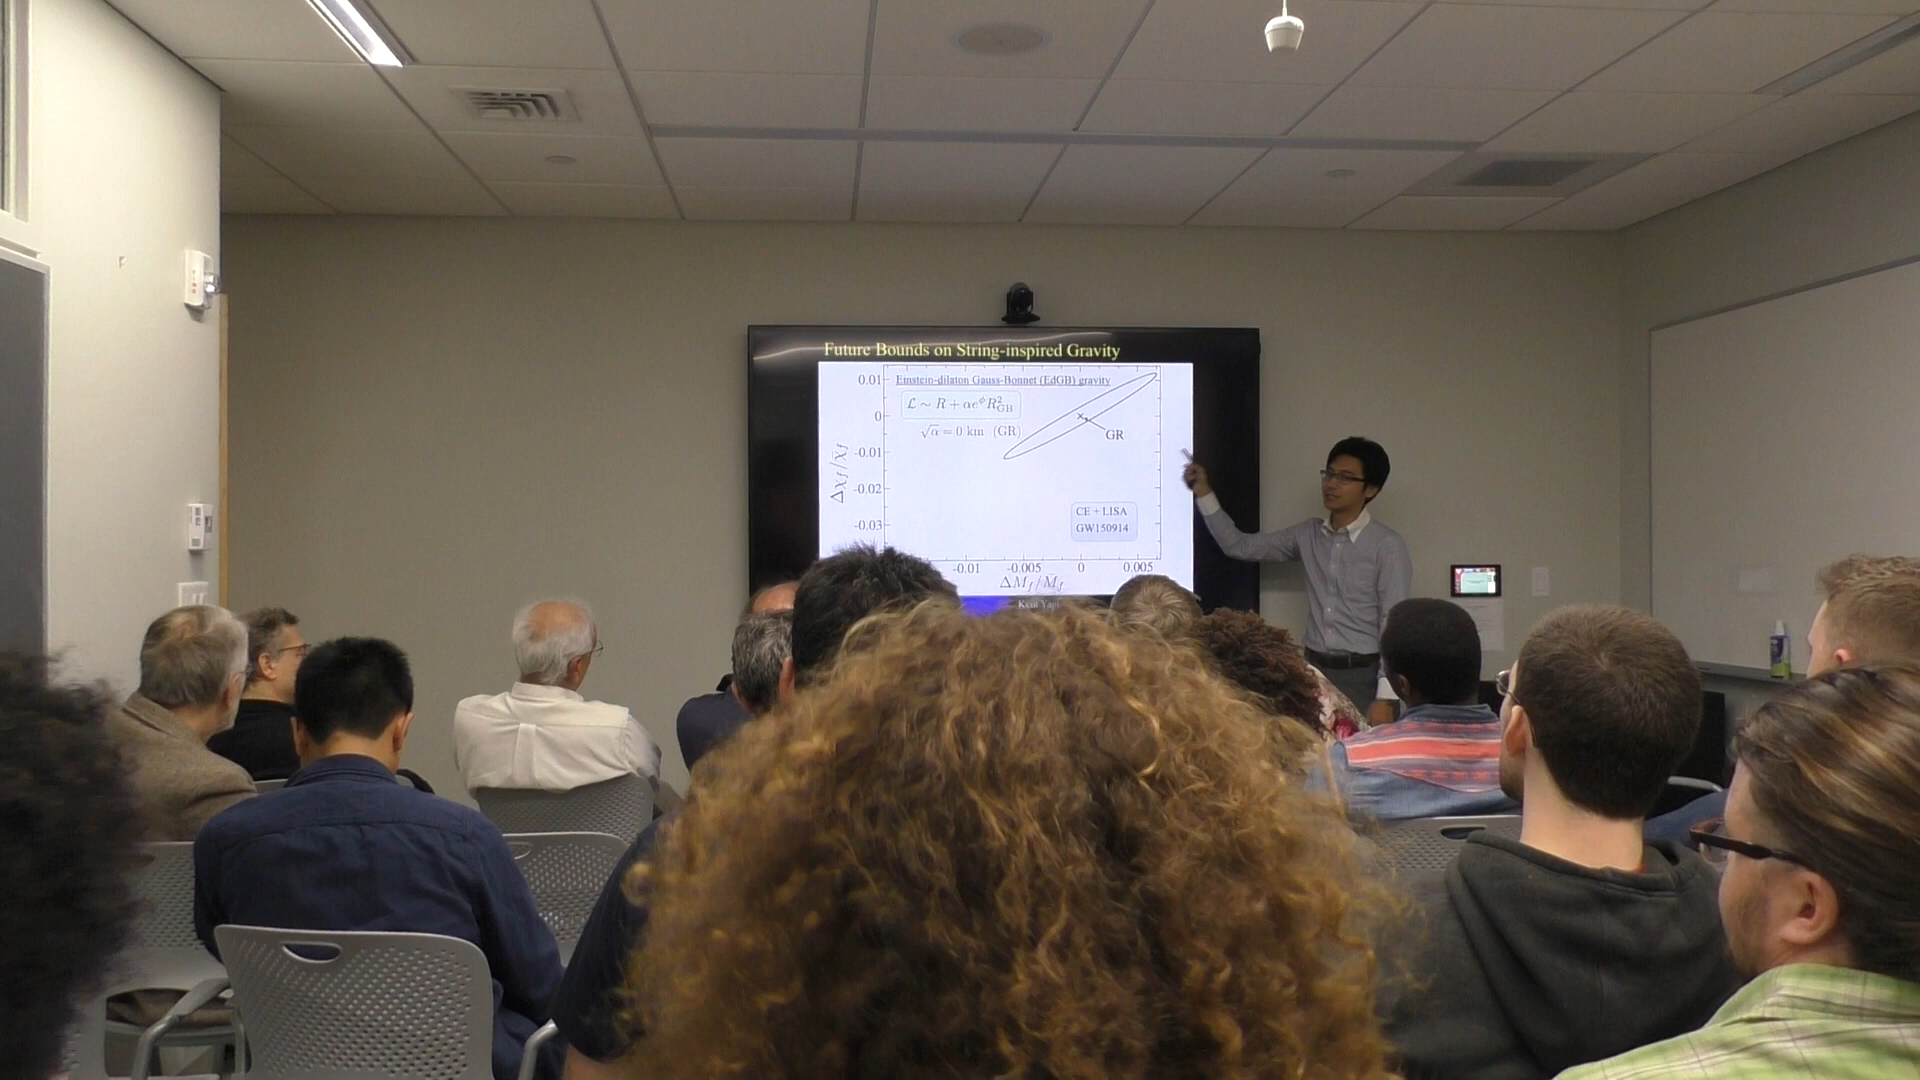 Future Bounds on String-inspired Gravity
Einstein-dilaton Gauss-Bonnet (EdGB) gravity
ℒ ∼ R + αe^ϕ R²_GB
√α = 0 km (GR)
GR
CE + LISA
GW150914
0.01
0
-0.01
-0.02
-0.03
Δχ_f/χ̄_f
-0.01 -0.005 0 0.005
ΔM_f/M̄_f
Kent Yagi